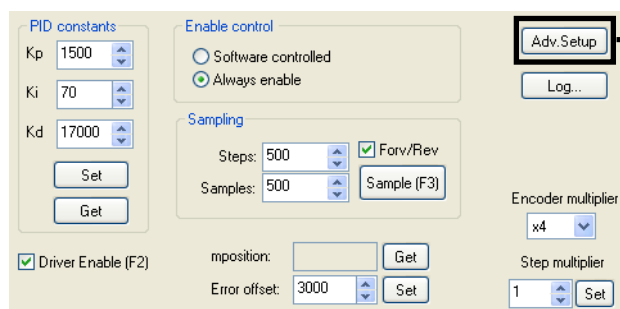 PID constants
Kp 1500
Ki 70
Kd 17000
Set
Get
Driver Enable (F2)
Enable control
Software controlled
Always enable
Sampling
Steps: 500
Forv/Rev
Samples: 500
Sample (F3)
mposition:
Get
Error offset: 3000
Set
Adv.Setup
Log...
Encoder multiplier
x4
Step multiplier
1
Set